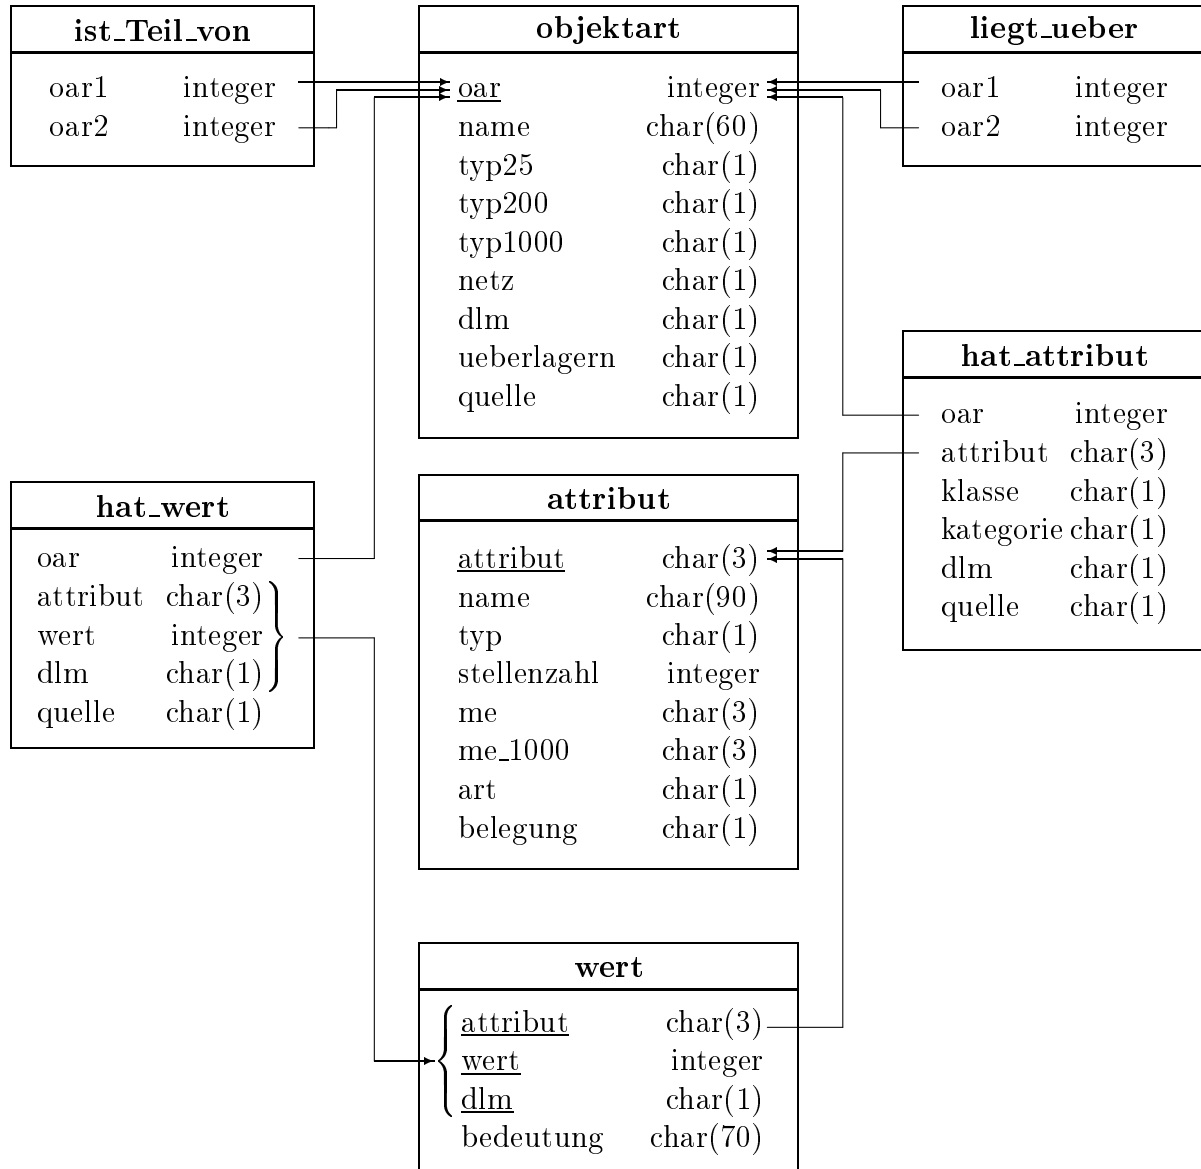 ist_Teil_von
oar1 integer
oar2 integer
objektart
oar integer
name char(60)
typ25 char(1)
typ200 char(1)
typ1000 char(1)
netz char(1)
dlm char(1)
ueberlagern char(1)
quelle char(1)
liegt_ueber
oar1 integer
oar2 integer
hat_attribut
oar integer
attribut char(3)
klasse char(1)
kategorie char(1)
dlm char(1)
quelle char(1)
hat_wert
oar integer
attribut char(3)
wert integer
dlm char(1)
quelle char(1)
attribut
attribut char(3)
name char(90)
typ char(1)
stellenzahl integer
me char(3)
me_1000 char(3)
art char(1)
belegung char(1)
wert
attribut char(3)
wert integer
dlm char(1)
bedeutung char(70)